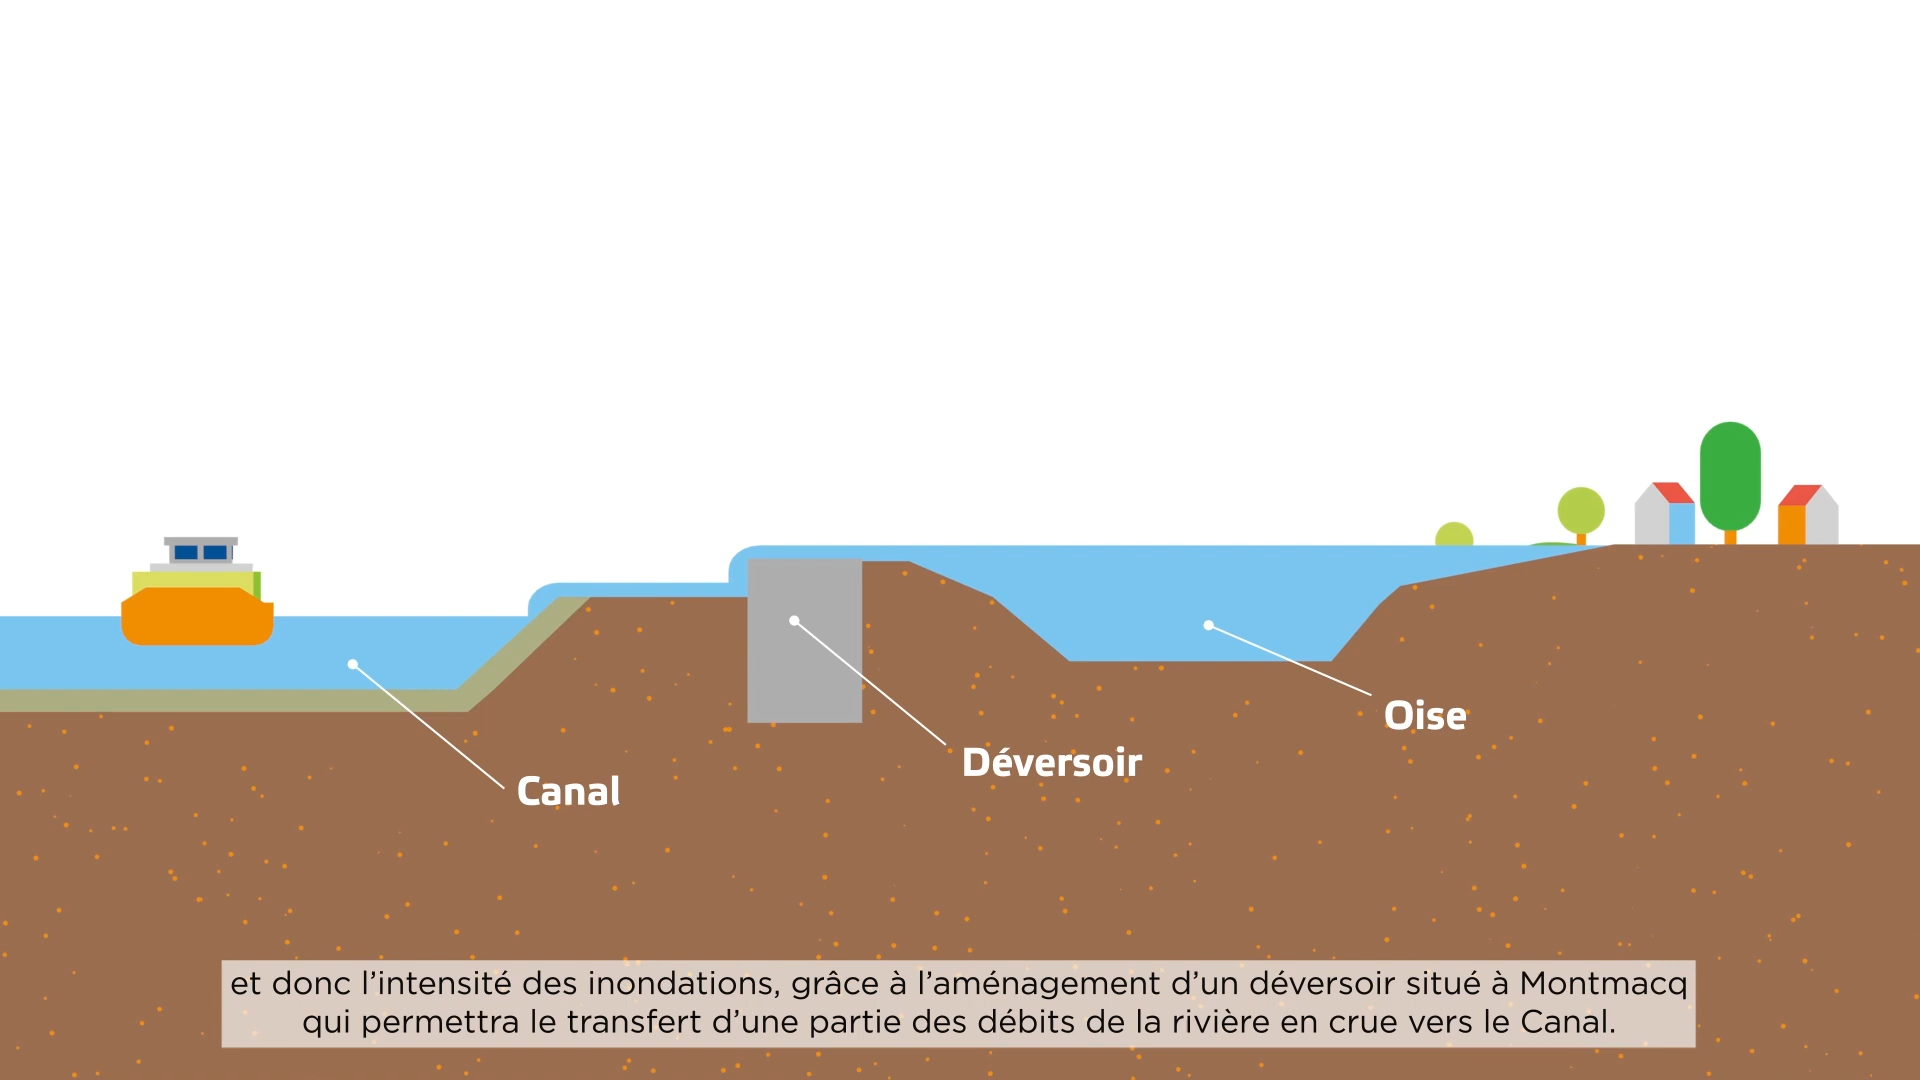 Oise
Déversoir
Canal
et donc l’intensité des inondations, grâce à l’aménagement d’un déversoir situé à Montmacq
qui permettra le transfert d’une partie des débits de la rivière en crue vers le Canal.